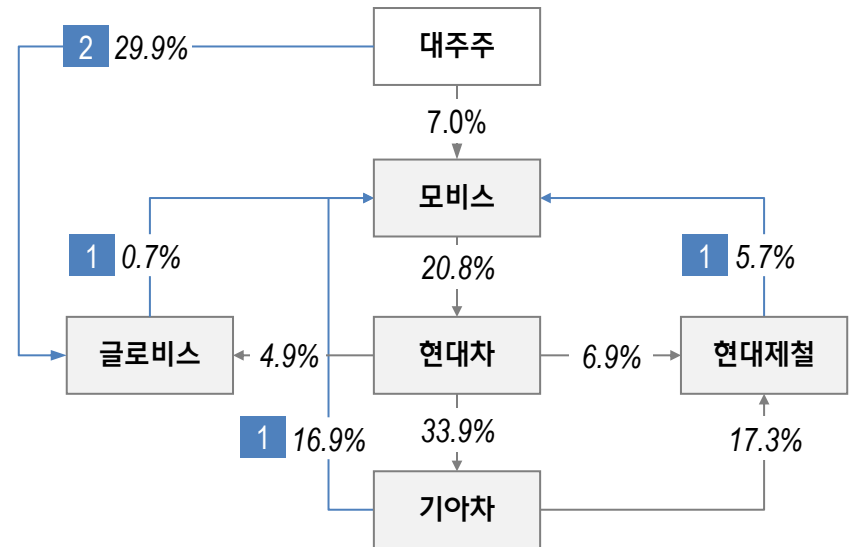 대주주
2 29.9%
7.0%
모비스
1 0.7%
20.8%
1 5.7%
글로비스
4.9%
현대차
6.9%
현대제철
1 16.9%
33.9%
17.3%
기아차